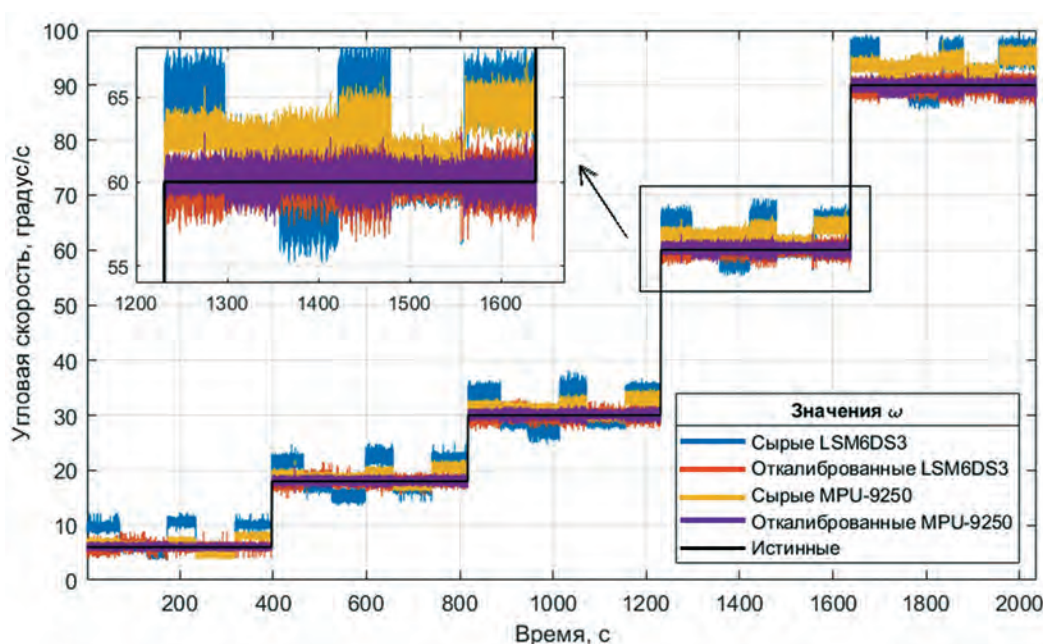 Угловая скорость, градус/с
100
90
80
70
60
50
40
30
20
10
0
65
60
55
1200 1300 1400 1500 1600
Значения ω
Сырые LSM6DS3
Откалиброванные LSM6DS3
Сырые MPU-9250
Откалиброванные MPU-9250
Истинные
200 400 600 800 1000 1200 1400 1600 1800 2000
Время, с